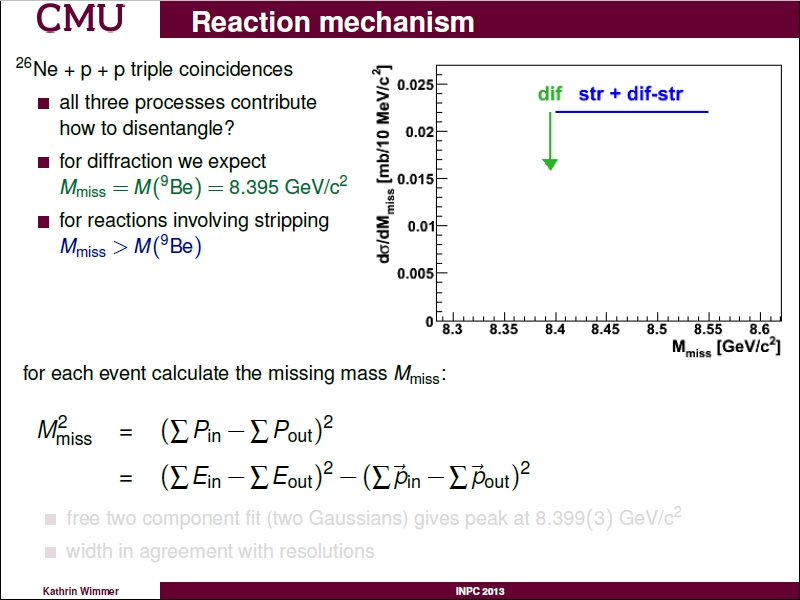 CMU
Reaction mechanism
²⁶Ne + p + p triple coincidences
all three processes contribute
how to disentangle?
for diffraction we expect
M_miss = M(⁹Be) = 8.395 GeV/c²
for reactions involving stripping
M_miss > M(⁹Be)
dσ/dM_miss [mb/10 MeV/c²]
0.025
0.02
0.015
0.01
0.005
0
dif str + dif-str
8.3 8.35 8.4 8.45 8.5 8.55 8.6
M_miss [GeV/c²]
for each event calculate the missing mass M_miss:
M²_miss = (∑ P_in − ∑ P_out)²
= (∑ E_in − ∑ E_out)² − (∑ p⃗_in − ∑ p⃗_out)²
free two component fit (two Gaussians) gives peak at 8.399(3) GeV/c²
width in agreement with resolutions
Kathrin Wimmer
INPC 2013